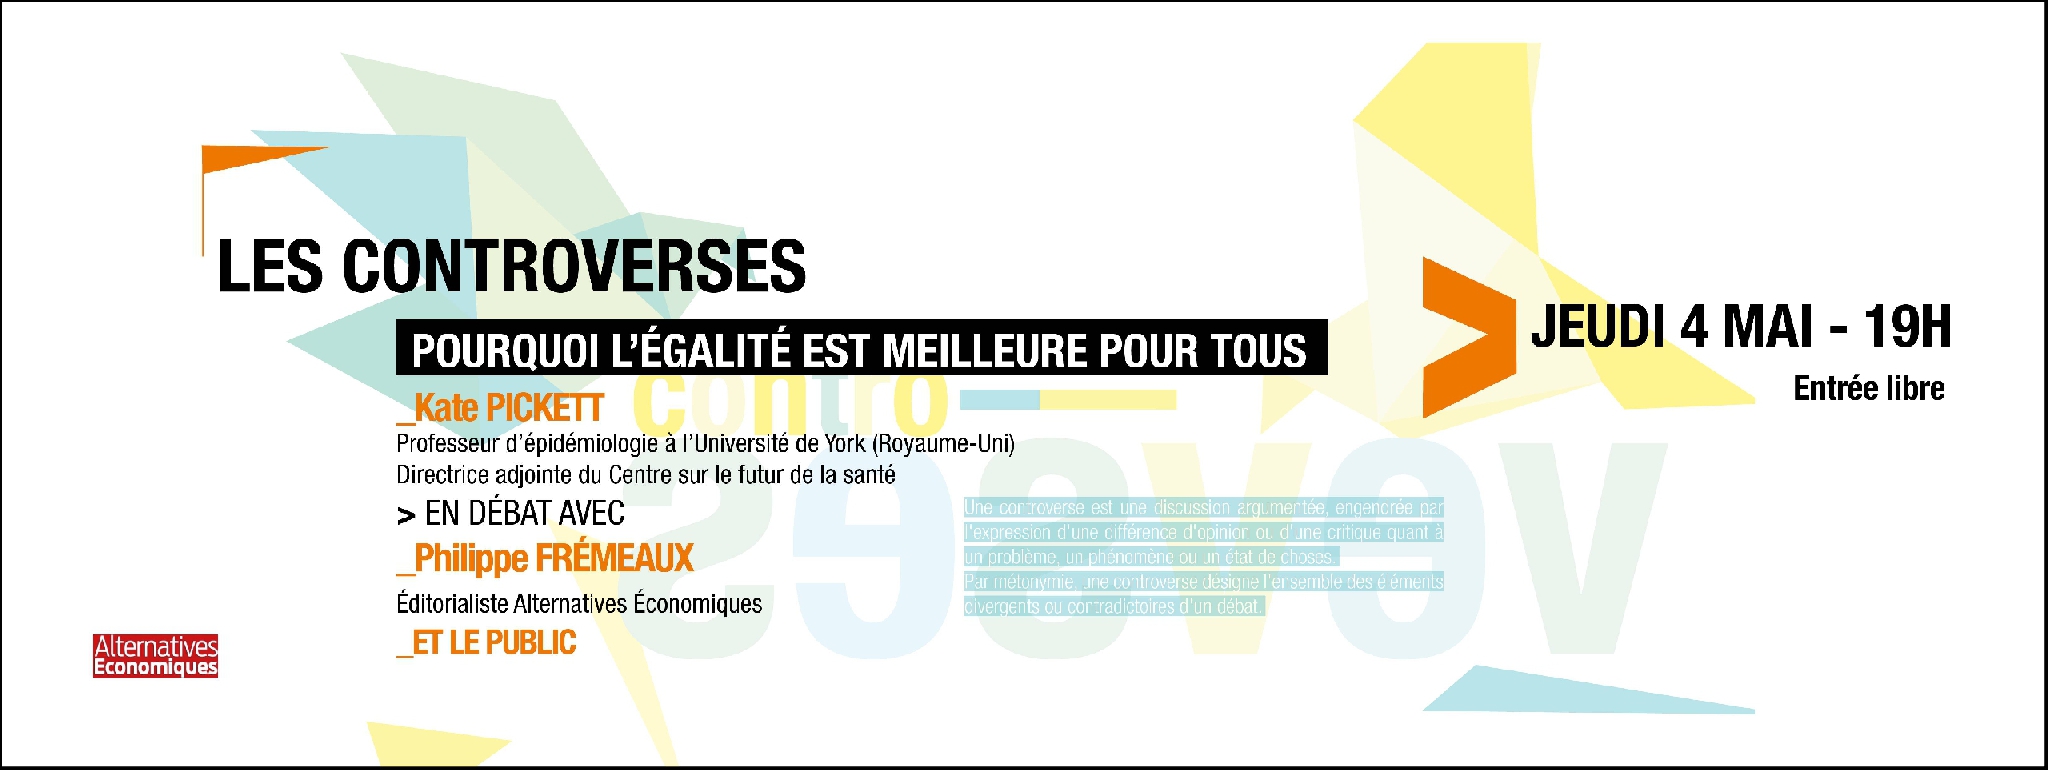 LES CONTROVERSES
POURQUOI L'ÉGALITÉ EST MEILLEURE POUR TOUS
> JEUDI 4 MAI - 19H
Entrée libre
_Kate PICKETT
Professeur d'épidémiologie à l'Université de York (Royaume-Uni)
Directrice adjointe du Centre sur le futur de la santé
> EN DÉBAT AVEC
_Philippe FRÉMEAUX
Éditorialiste Alternatives Économiques
_ET LE PUBLIC
contro
verses
Une controverse est une discussion argumentée, engendrée par
l'expression d'une différence d'opinion ou d'une critique quant à
un problème, un phénomène ou un état de choses.
Par métonymie, une controverse désigne l'ensemble des éléments
divergents ou contradictoires d'un débat.
Alternatives
Economiques